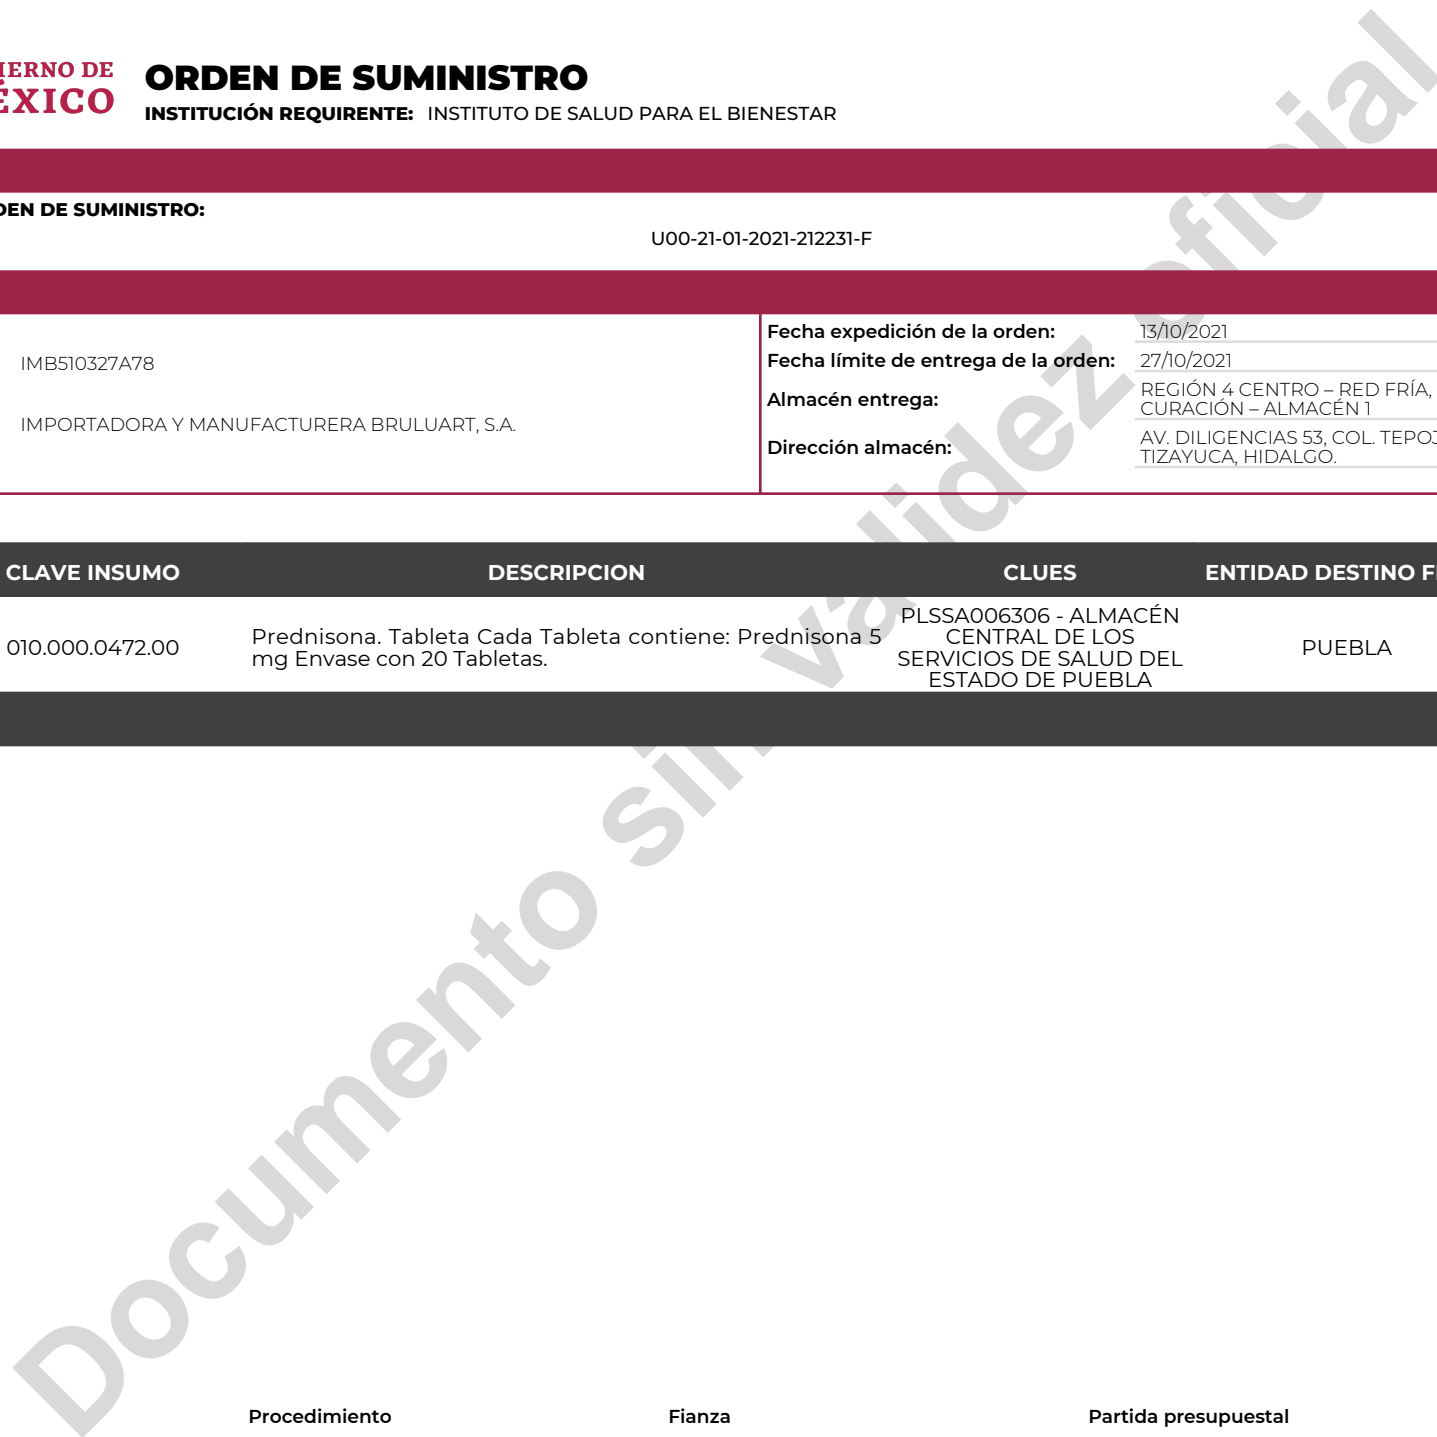 IERNO DE
ÉXICO
ORDEN DE SUMINISTRO
INSTITUCIÓN REQUIRENTE: INSTITUTO DE SALUD PARA EL BIENESTAR
DEN DE SUMINISTRO:
U00-21-01-2021-212231-F
IMB510327A78
IMPORTADORA Y MANUFACTURERA BRULUART, S.A.
Fecha expedición de la orden: 13/10/2021
Fecha límite de entrega de la orden: 27/10/2021
Almacén entrega: REGIÓN 4 CENTRO – RED FRÍA,
CURACIÓN – ALMACÉN 1
Dirección almacén: AV. DILIGENCIAS 53, COL. TEPOJ
TIZAYUCA, HIDALGO.
CLAVE INSUMO DESCRIPCION CLUES ENTIDAD DESTINO F
010.000.0472.00
Prednisona. Tableta Cada Tableta contiene: Prednisona 5
mg Envase con 20 Tabletas.
PLSSA006306 - ALMACÉN
CENTRAL DE LOS
SERVICIOS DE SALUD DEL
ESTADO DE PUEBLA
PUEBLA
Documento sin validez oficial
Procedimiento Fianza Partida presupuestal